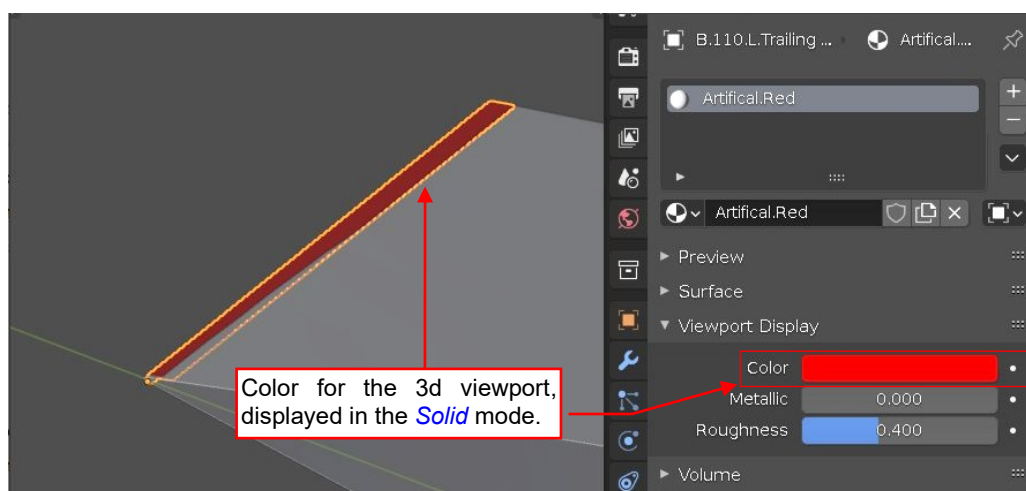 B.110.L.Trailing ... Artifical....
Artifical.Red
Artifical.Red
Preview
Surface
Viewport Display
Color
Metallic 0.000
Roughness 0.400
Volume
Color for the 3d viewport,
displayed in the Solid mode.